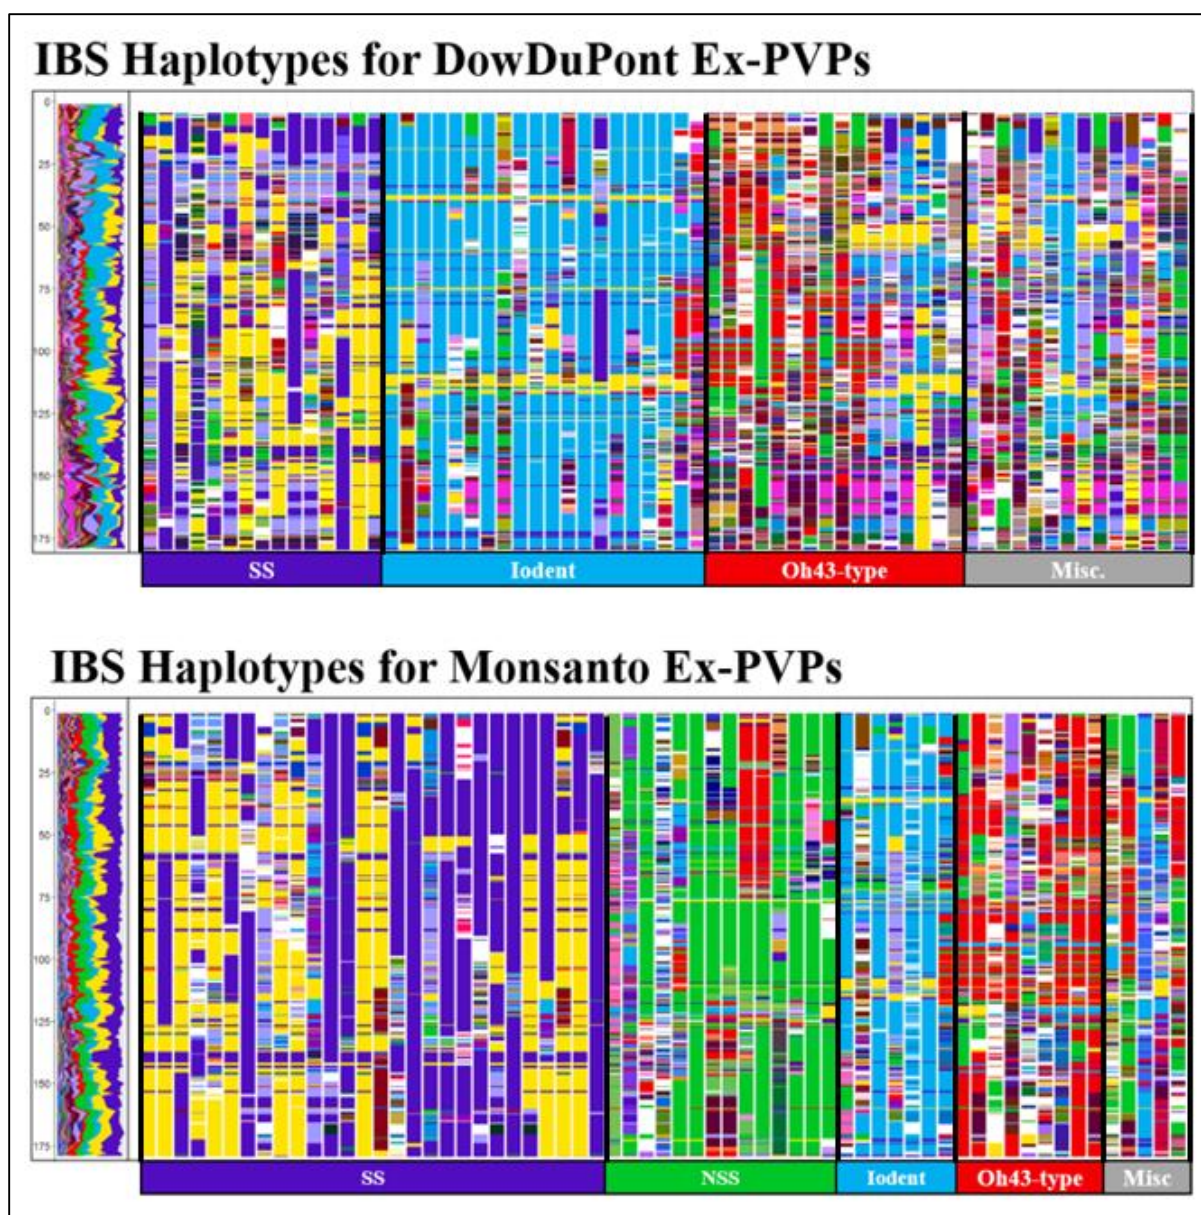 IBS Haplotypes for DowDuPont Ex-PVPs
0
25
50
75
100
125
150
175
SS
Iodent
Oh43-type
Misc.
IBS Haplotypes for Monsanto Ex-PVPs
0
25
50
75
100
125
150
175
SS
NSS
Iodent
Oh43-type
Misc